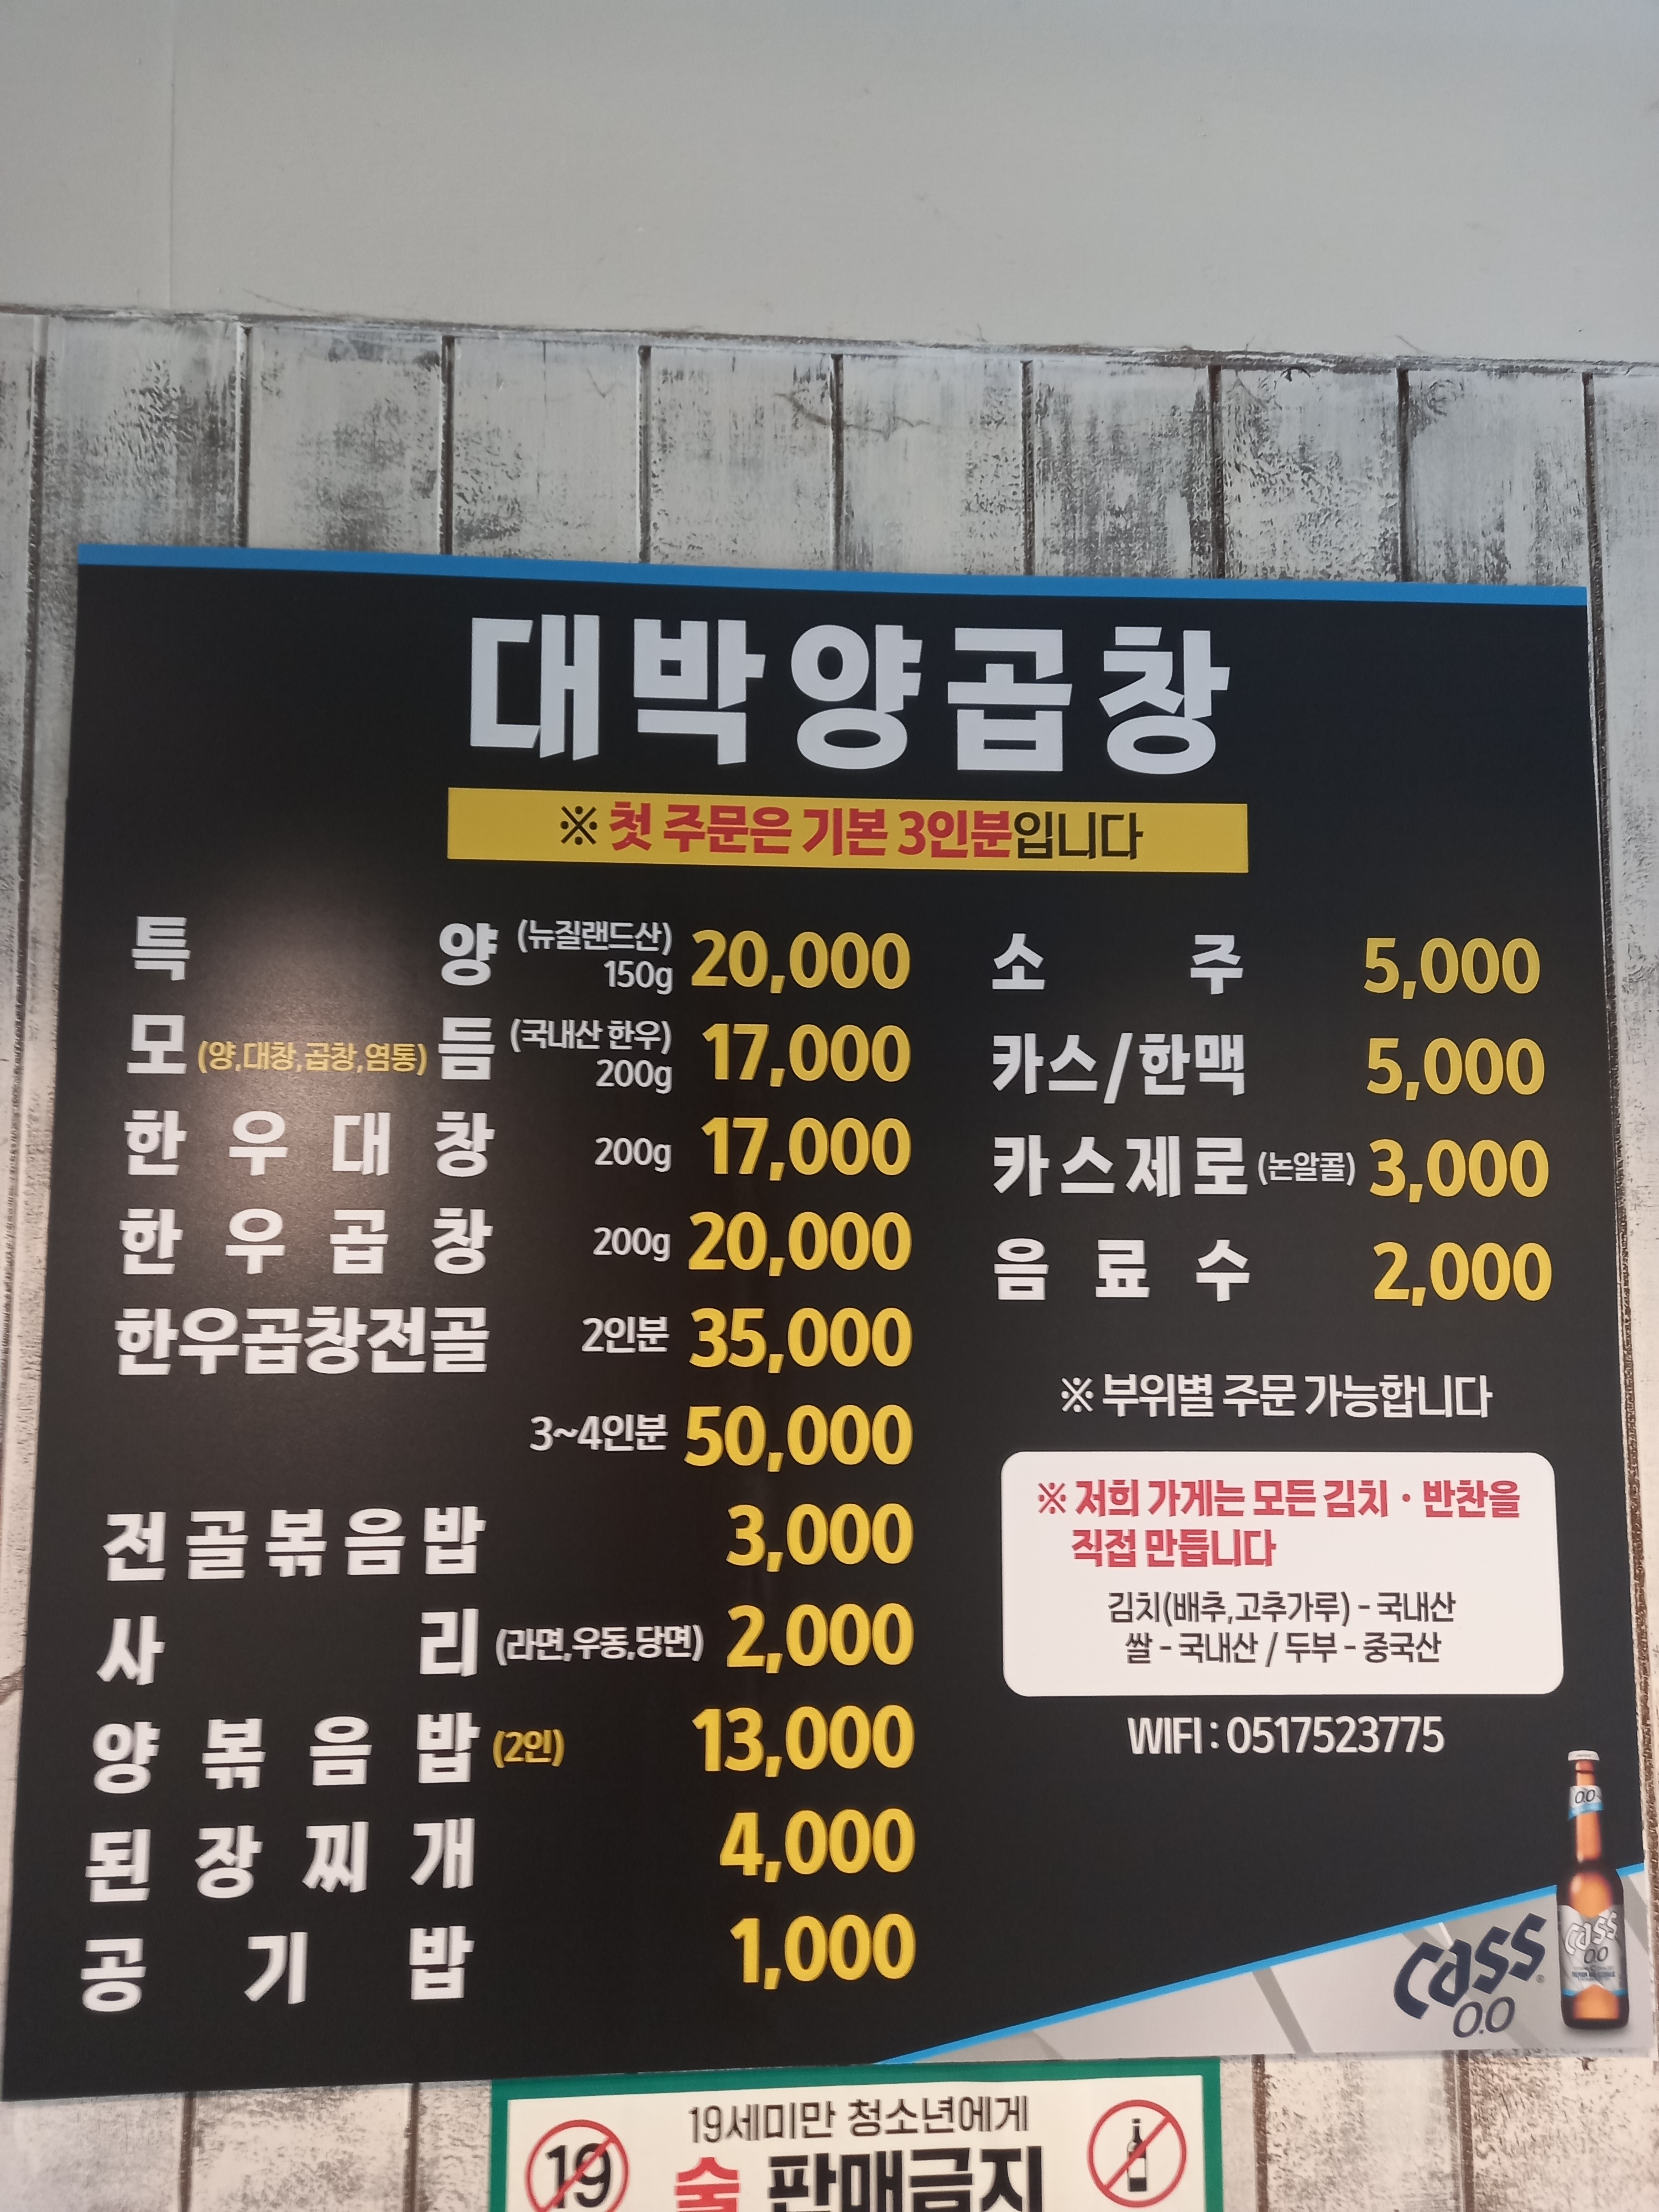 대박양곱창
※ 첫 주문은 기본 3인분입니다
특양 (뉴질랜드산) 150g 20,000
모(양,대창,곱창,염통)듬 (국내산 한우) 200g 17,000
한우대창 200g 17,000
한우곱창 200g 20,000
한우곱창전골 2인분 35,000
3~4인분 50,000
전골볶음밥 3,000
사리 (라면,우동,당면) 2,000
양볶음밥 (2인) 13,000
된장찌개 4,000
공기밥 1,000
소주 5,000
카스/한맥 5,000
카스제로 (논알콜) 3,000
음료수 2,000
※ 부위별 주문 가능합니다
※ 저희 가게는 모든 김치・반찬을
직접 만듭니다
김치(배추,고추가루) - 국내산
쌀 - 국내산 / 두부 - 중국산
WIFI : 0517523775
Cass
0.0
0.0
Cass
0.0
19세미만 청소년에게
19
술 판매금지